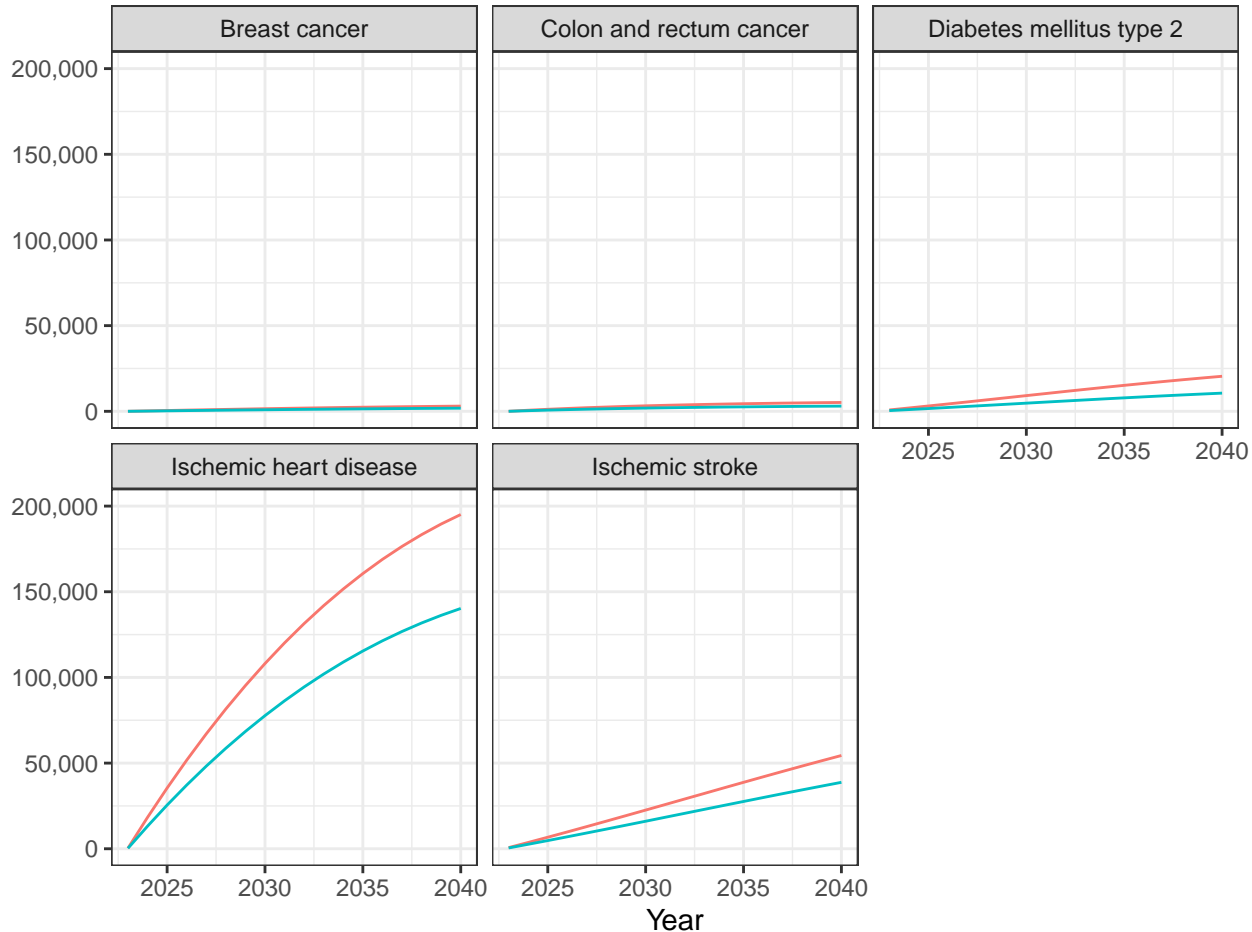 Breast cancer
Colon and rectum cancer
Diabetes mellitus type 2
200,000
150,000
100,000
50,000
0
2025 2030 2035 2040
Ischemic heart disease
Ischemic stroke
200,000
150,000
100,000
50,000
0
2025 2030 2035 2040
2025 2030 2035 2040
Year